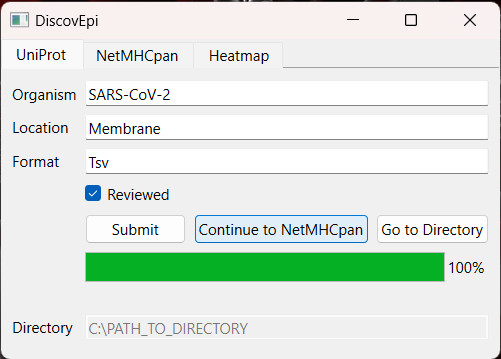 DiscovEpi
UniProt NetMHCpan Heatmap
Organism SARS-CoV-2
Location Membrane
Format Tsv
Reviewed
Submit Continue to NetMHCpan Go to Directory
100%
Directory C:\PATH_TO_DIRECTORY